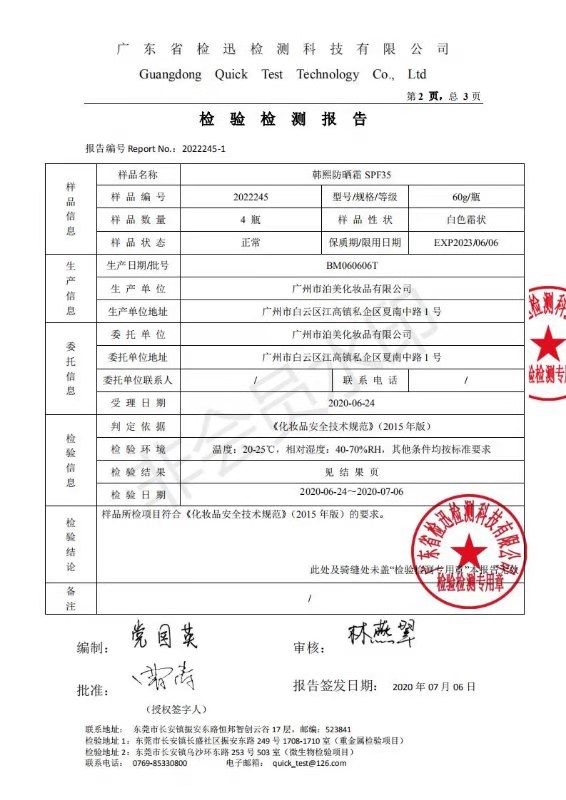 广东省检迅检测科技有限公司
Guangdong Quick Test Technology Co., Ltd
第 2 页，总 3 页
检验检测报告
报告编号 Report No.：2022245-1
样品信息
样品名称 韩熙防晒霜 SPF35
样品编号 2022245 型号/规格/等级 60g/瓶
样品数量 4 瓶 样品性状 白色霜状
样品状态 正常 保质期/限用日期 EXP2023/06/06
生产信息
生产日期/批号 BM060606T
生产单位 广州市泊美化妆品有限公司
生产单位地址 广州市白云区江高镇私企区夏南中路 1 号
委托信息
委托单位 广州市泊美化妆品有限公司
委托单位地址 广州市白云区江高镇私企区夏南中路 1 号
委托单位联系人 / 联系电话 /
受理日期 2020-06-24
检验信息
判定依据 《化妆品安全技术规范》（2015 年版）
检验环境 温度：20-25℃，相对湿度：40-70%RH，其他条件均按标准要求
检验结果 见结果页
检验日期 2020-06-24～2020-07-06
检验结论
样品所检项目符合《化妆品安全技术规范》（2015 年版）的要求。
此处及骑缝处未盖“检验检测专用章”本报告无效
备注 /
广东省检迅检测科技有限公司
检验检测专用章
检测科技
检验检测专用
非会员水印
编制： 党国英 审核： 林燕翠
批准： 报告签发日期： 2020 年 07 月 06 日
（授权签字人）
联系地址： 东莞市长安镇振安东路恒邦智创云谷 17 层，邮编：523841
检验地址 1：东莞市长安镇长盛社区振安东路 249 号 1708-1710 室（重金属检验项目）
检验地址 2：东莞市长安镇乌沙环东路 253 号 503 室（微生物检验项目）
联系电话： 0769-85330800 电子邮箱： quick_test@126.com